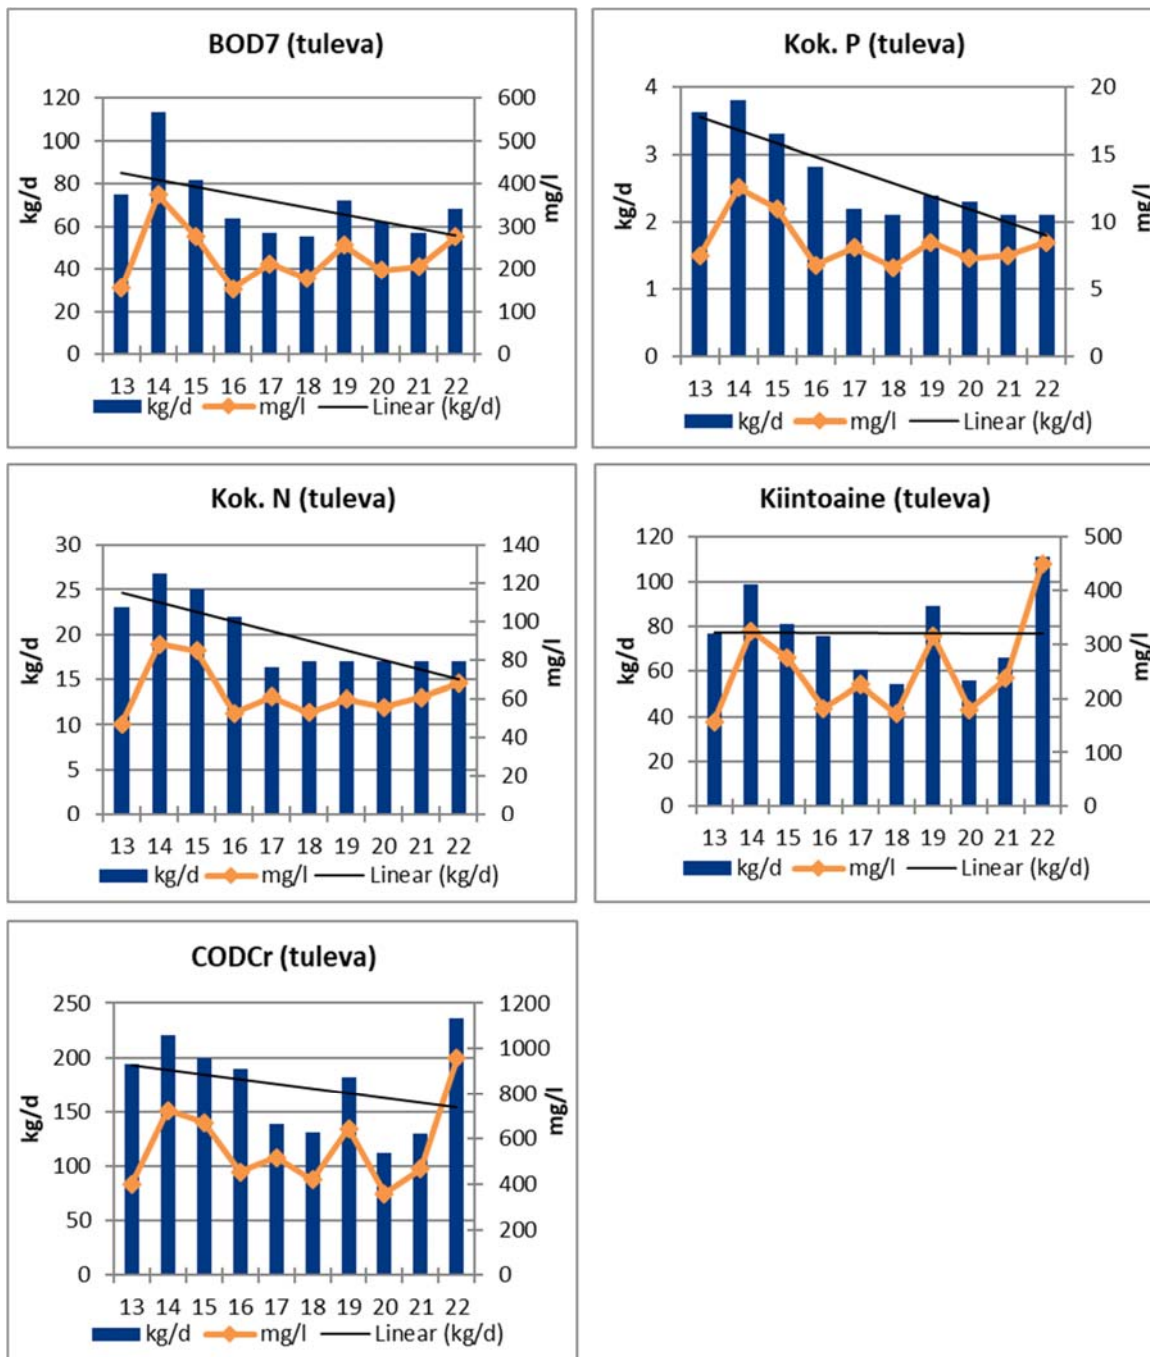 BOD7 (tuleva)
120 600
100 500
80 400
60 300
40 200
20 100
0 0
kg/d mg/l
13 14 15 16 17 18 19 20 21 22
kg/d mg/l Linear (kg/d)
Kok. P (tuleva)
4 20
3 15
2 10
1 5
0 0
kg/d mg/l
13 14 15 16 17 18 19 20 21 22
kg/d mg/l Linear (kg/d)
Kok. N (tuleva)
30 140
25 120
20 100
15 80
10 60
5 40
0 20
0
kg/d mg/l
13 14 15 16 17 18 19 20 21 22
kg/d mg/l Linear (kg/d)
Kiintoaine (tuleva)
120 500
100 400
80 300
60 200
40 100
20 0
0
kg/d mg/l
13 14 15 16 17 18 19 20 21 22
kg/d mg/l Linear (kg/d)
CODCr (tuleva)
250 1200
200 1000
150 800
100 600
50 400
0 200
0
kg/d mg/l
13 14 15 16 17 18 19 20 21 22
kg/d mg/l Linear (kg/d)